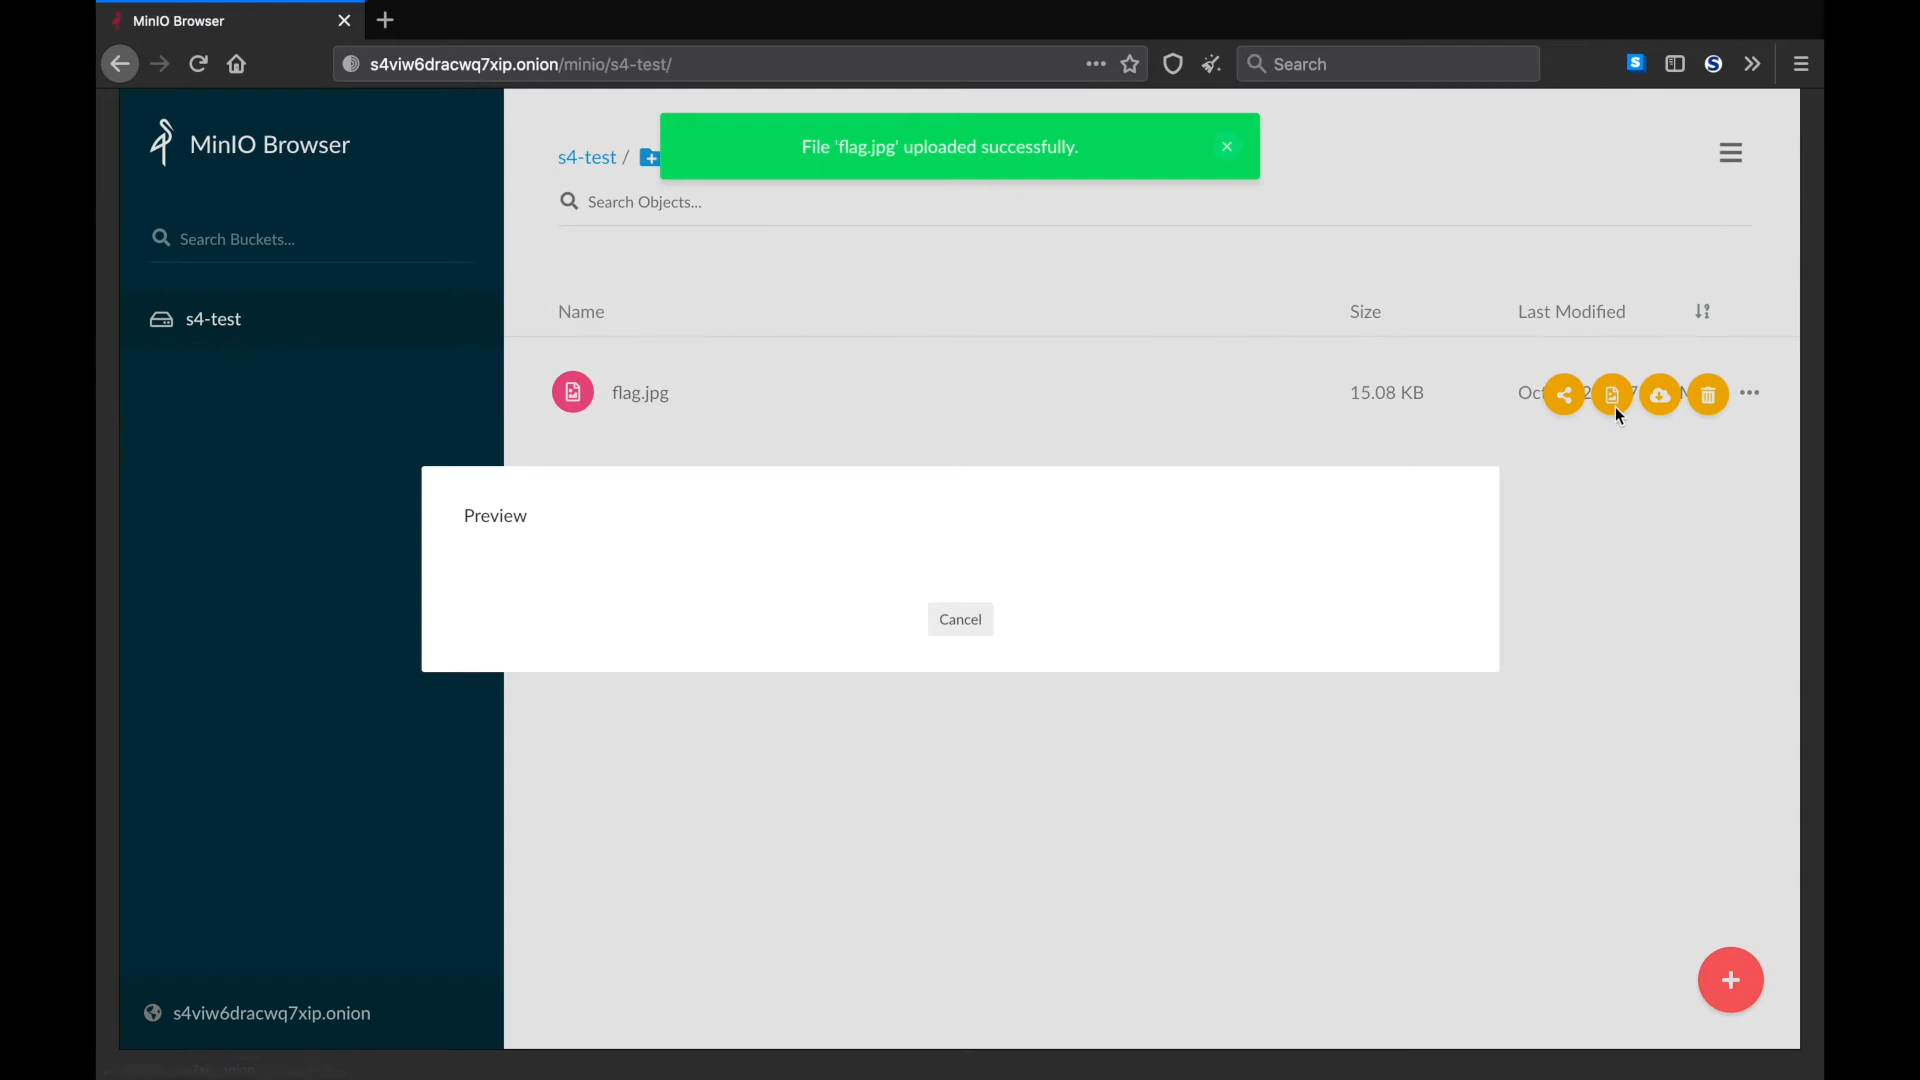 MinIO Browser
s4viw6dracwq7xip.onion/minio/s4-test/
Search
MinIO Browser
s4-test /
File 'flag.jpg' uploaded successfully.
Search Objects...
Search Buckets...
s4-test
Name Size Last Modified
flag.jpg 15.08 KB
Preview
Cancel
s4viw6dracwq7xip.onion